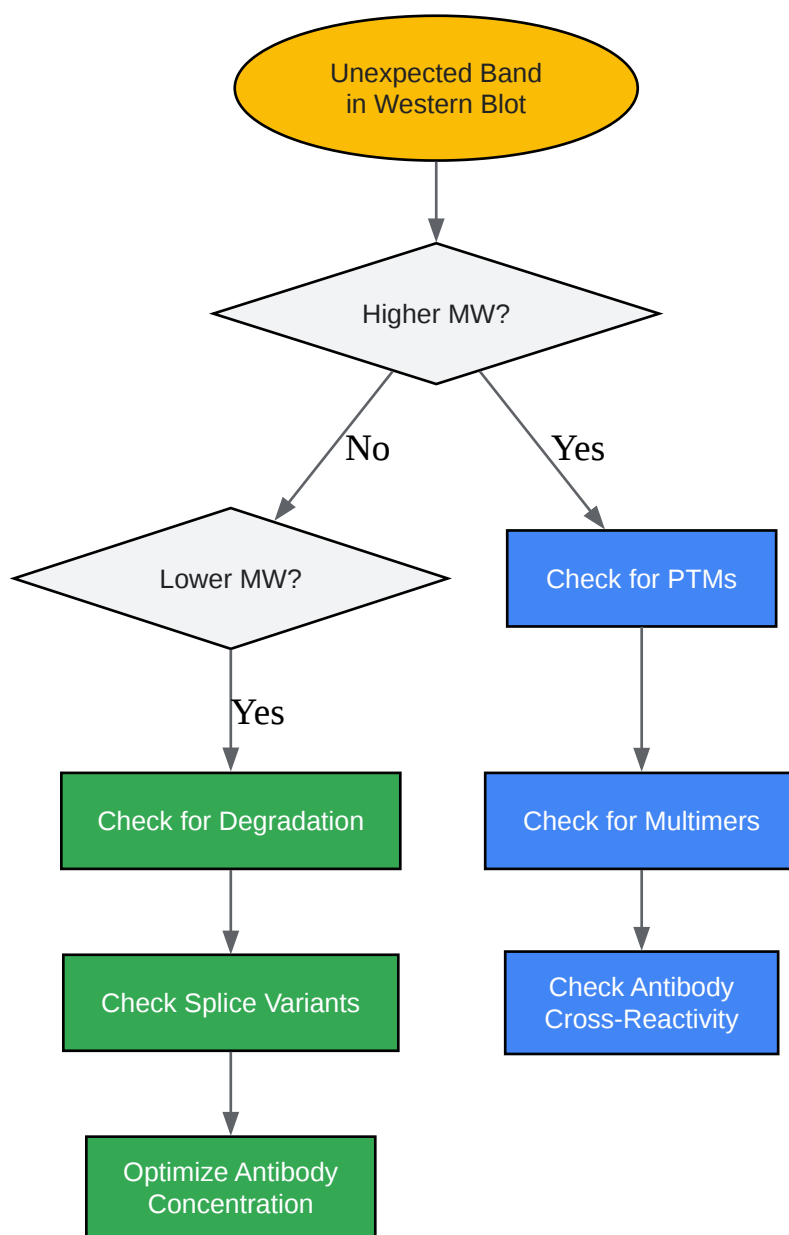 Unexpected Band
in Western Blot
Higher MW?
No
Yes
Lower MW?
Check for PTMs
Yes
Check for Degradation
Check for Multimers
Check Splice Variants
Check Antibody
Cross-Reactivity
Optimize Antibody
Concentration